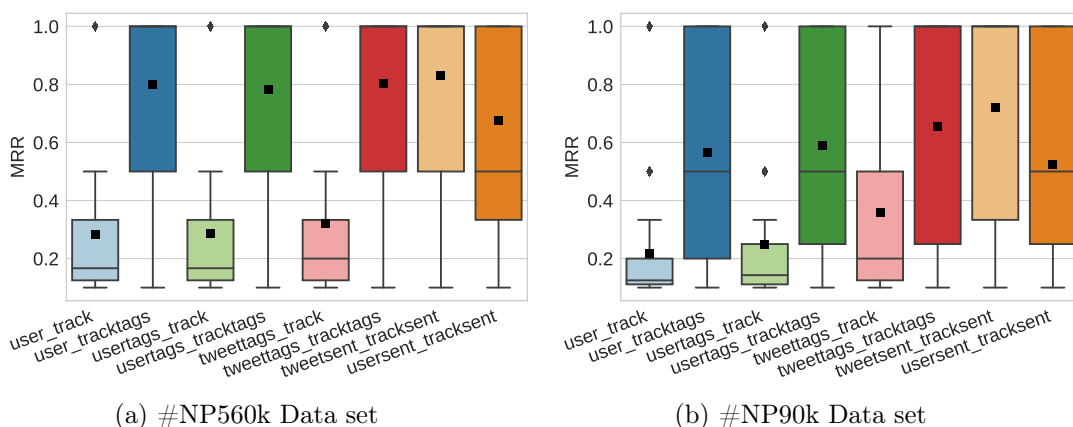 1.0
0.8
0.6
0.4
0.2
MRR
user_track
user_tracktags
usertags_track
usertags_tracktags
tweettags_track
tweettags_tracktags
tweetsent_tracksent
usersent_tracksent
(a) #NP560k Data set
1.0
0.8
0.6
0.4
0.2
MRR
user_track
user_tracktags
usertags_track
usertags_tracktags
tweettags_track
tweettags_tracktags
tweetsent_tracksent
usersent_tracksent
(b) #NP90k Data set